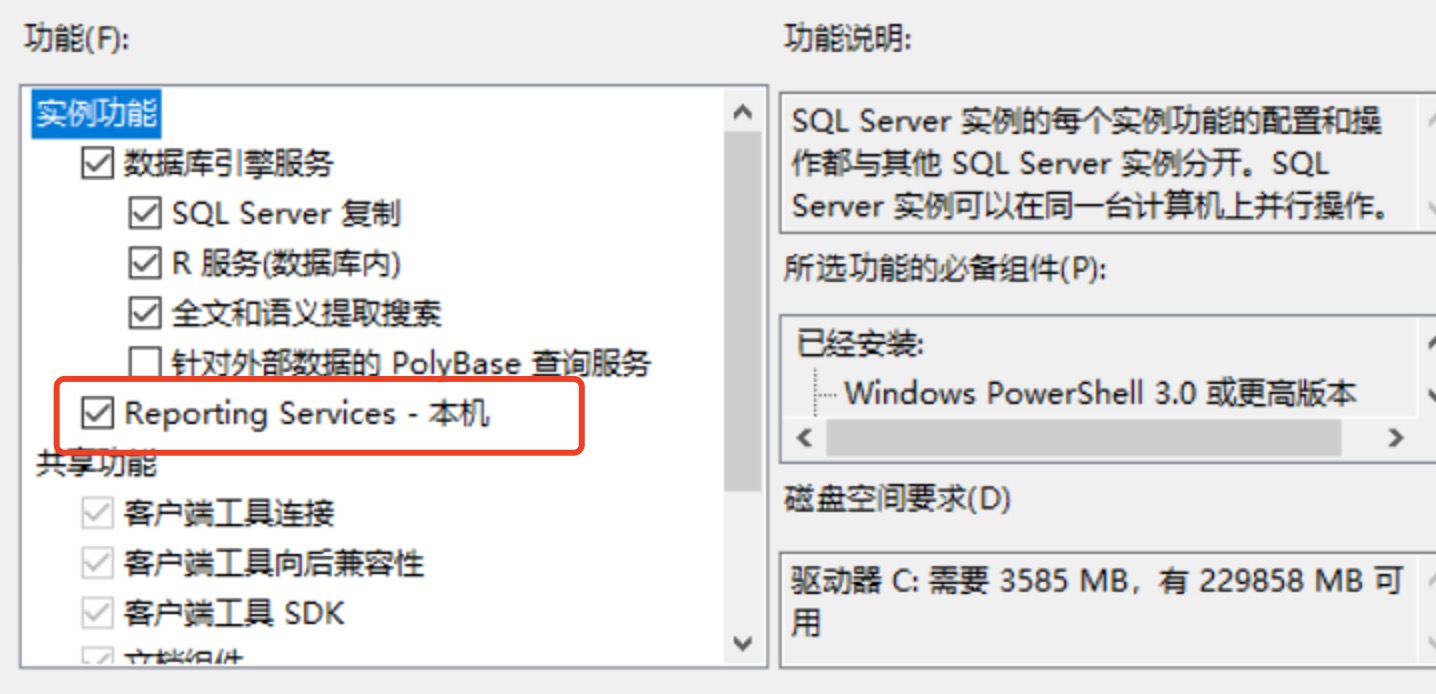 功能(F):
实例功能
数据库引擎服务
SQL Server 复制
R 服务(数据库内)
全文和语义提取搜索
针对外部数据的 PolyBase 查询服务
Reporting Services - 本机
共享功能
客户端工具连接
客户端工具向后兼容性
客户端工具 SDK
文档组件
功能说明:
SQL Server 实例的每个实例功能的配置和操
作都与其他 SQL Server 实例分开。SQL
Server 实例可以在同一台计算机上并行操作。
所选功能的必备组件(P):
已经安装:
Windows PowerShell 3.0 或更高版本
磁盘空间要求(D)
驱动器 C: 需要 3585 MB，有 229858 MB 可
用